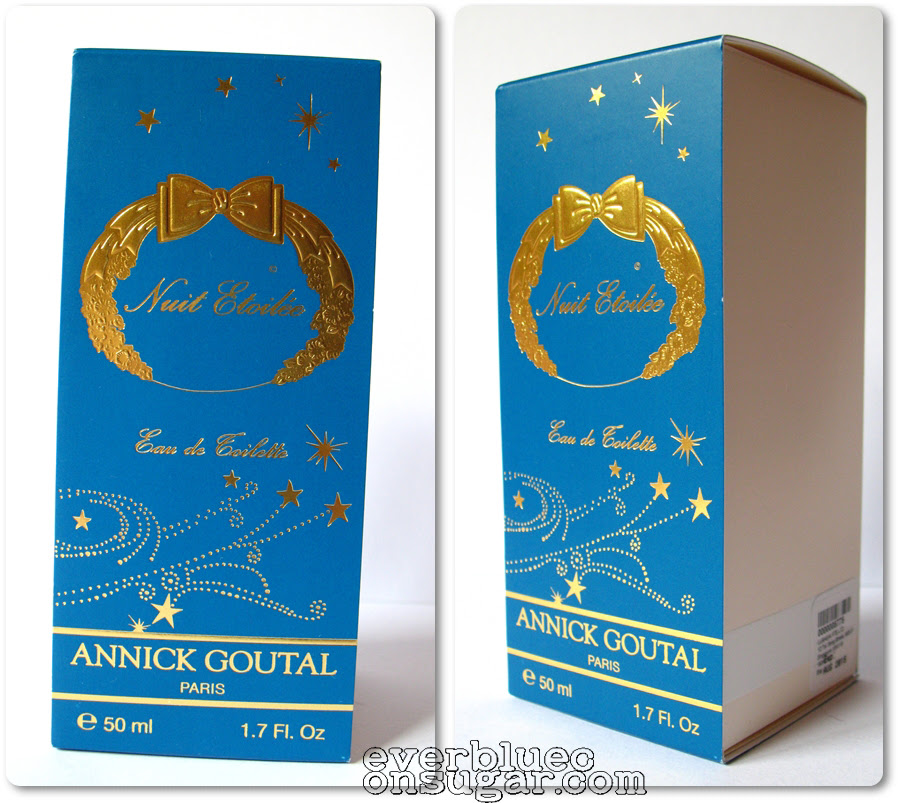 Nuit Etoilée
Eau de Toilette
ANNICK GOUTAL
PARIS
e 50 ml
1.7 Fl. Oz
Nuit Etoilée
Eau de Toilette
ANNICK GOUTAL
PARIS
e 50 ml
1.7 Fl. Oz
everbluec
onsugar.com